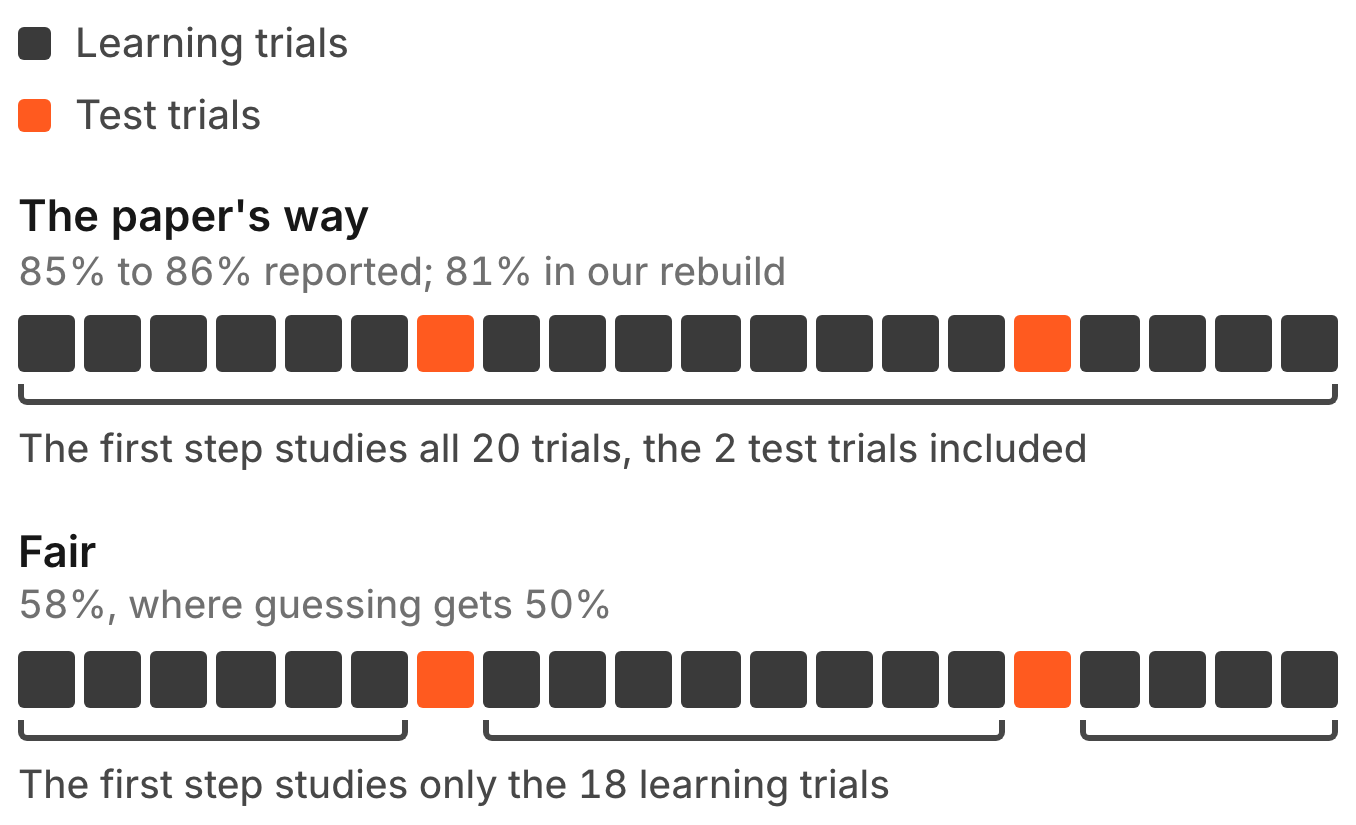 Learning trials
Test trials
The paper's way
85% to 86% reported; 81% in our rebuild
The first step studies all 20 trials, the 2 test trials included
Fair
58%, where guessing gets 50%
The first step studies only the 18 learning trials